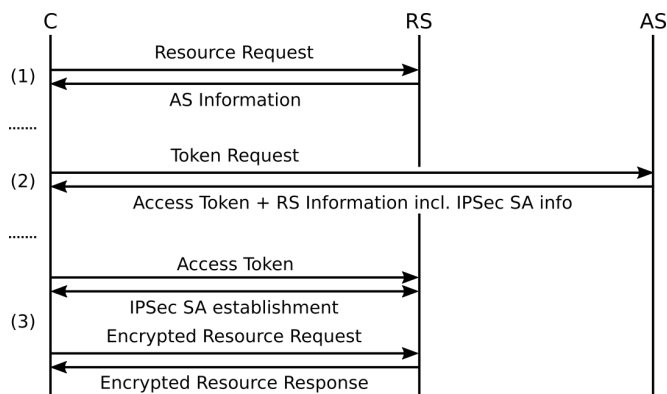 C RS AS
Resource Request
(1)
AS Information
.......
Token Request
(2)
Access Token + RS Information incl. IPSec SA info
.......
Access Token
IPSec SA establishment
(3)
Encrypted Resource Request
Encrypted Resource Response